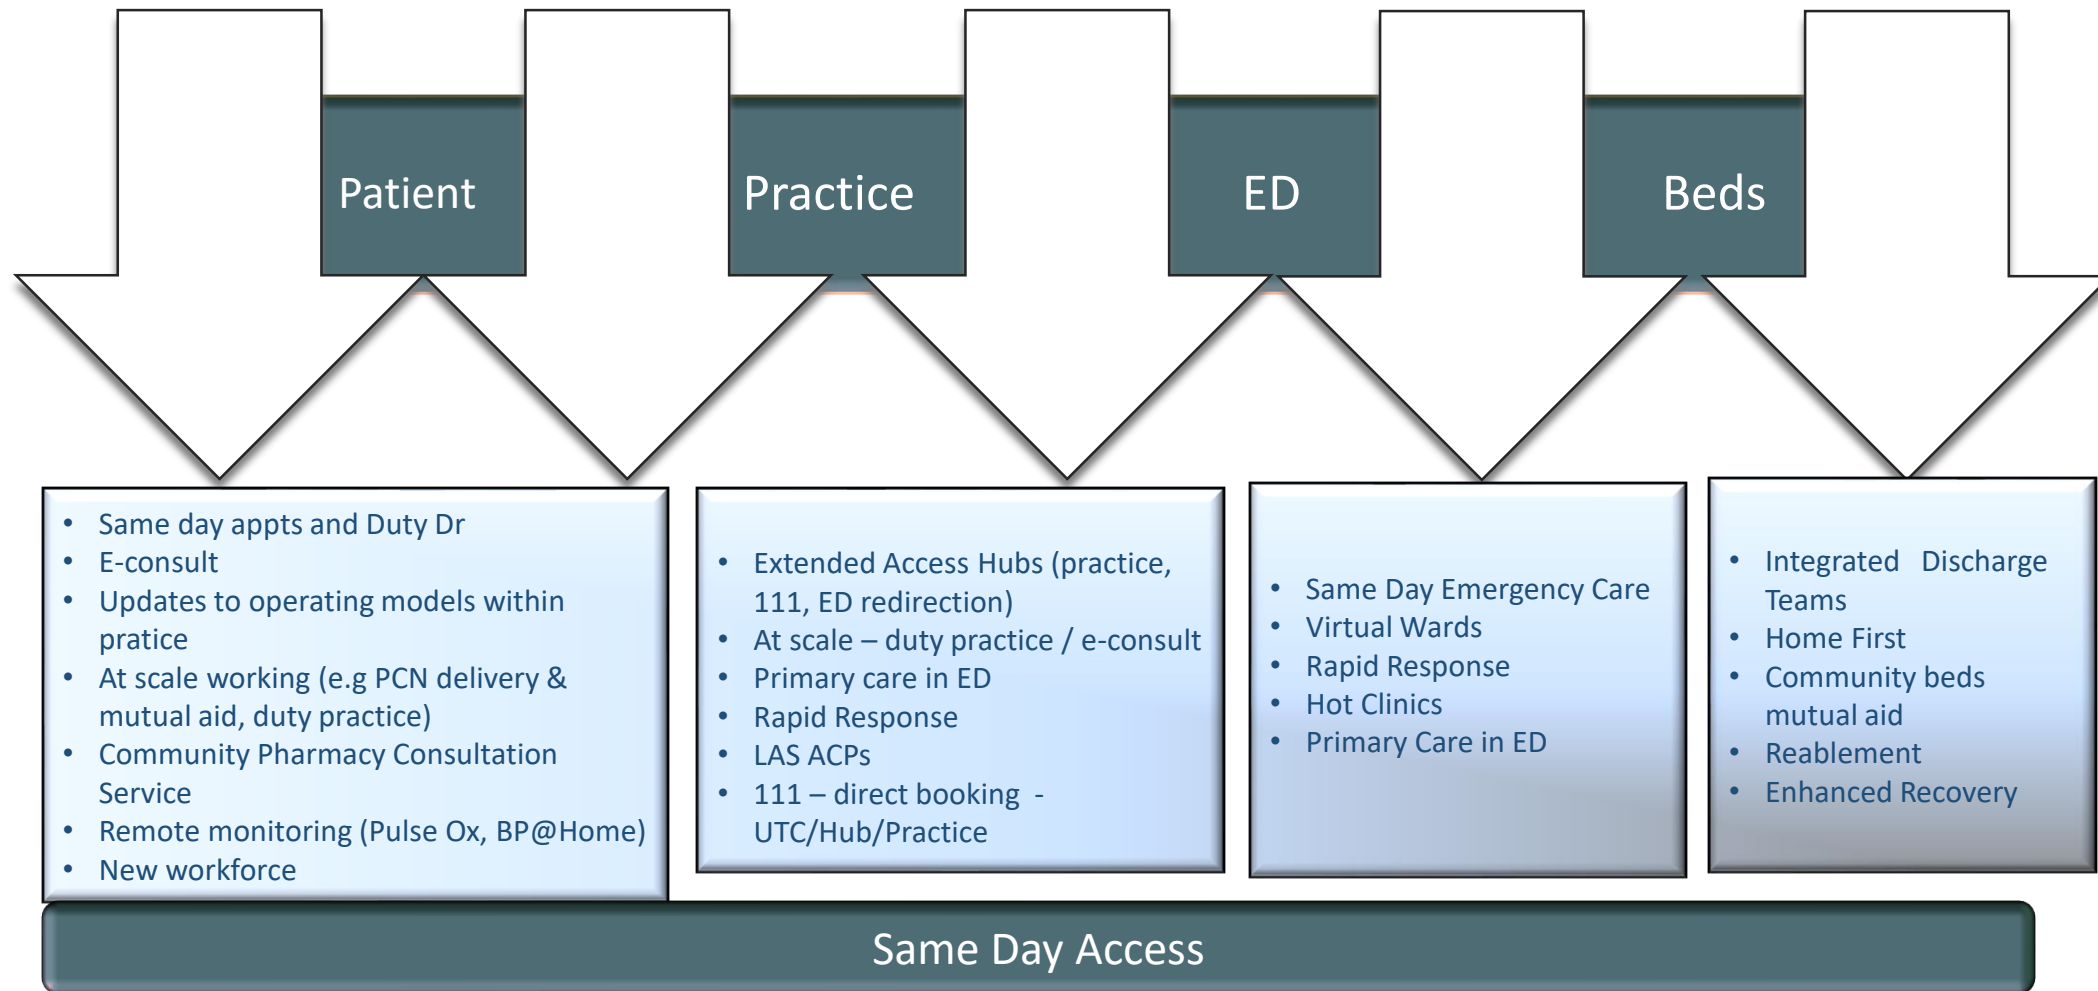 Patient
Practice
ED
Beds
• Same day appts and Duty Dr
• E-consult
• Updates to operating models within
pratice
• At scale working (e.g PCN delivery &
mutual aid, duty practice)
• Community Pharmacy Consultation
Service
• Remote monitoring (Pulse Ox, BP@Home)
• New workforce
• Extended Access Hubs (practice,
111, ED redirection)
• At scale – duty practice / e-consult
• Primary care in ED
• Rapid Response
• LAS ACPs
• 111 – direct booking -
UTC/Hub/Practice
• Same Day Emergency Care
• Virtual Wards
• Rapid Response
• Hot Clinics
• Primary Care in ED
• Integrated Discharge
Teams
• Home First
• Community beds
mutual aid
• Reablement
• Enhanced Recovery
Same Day Access